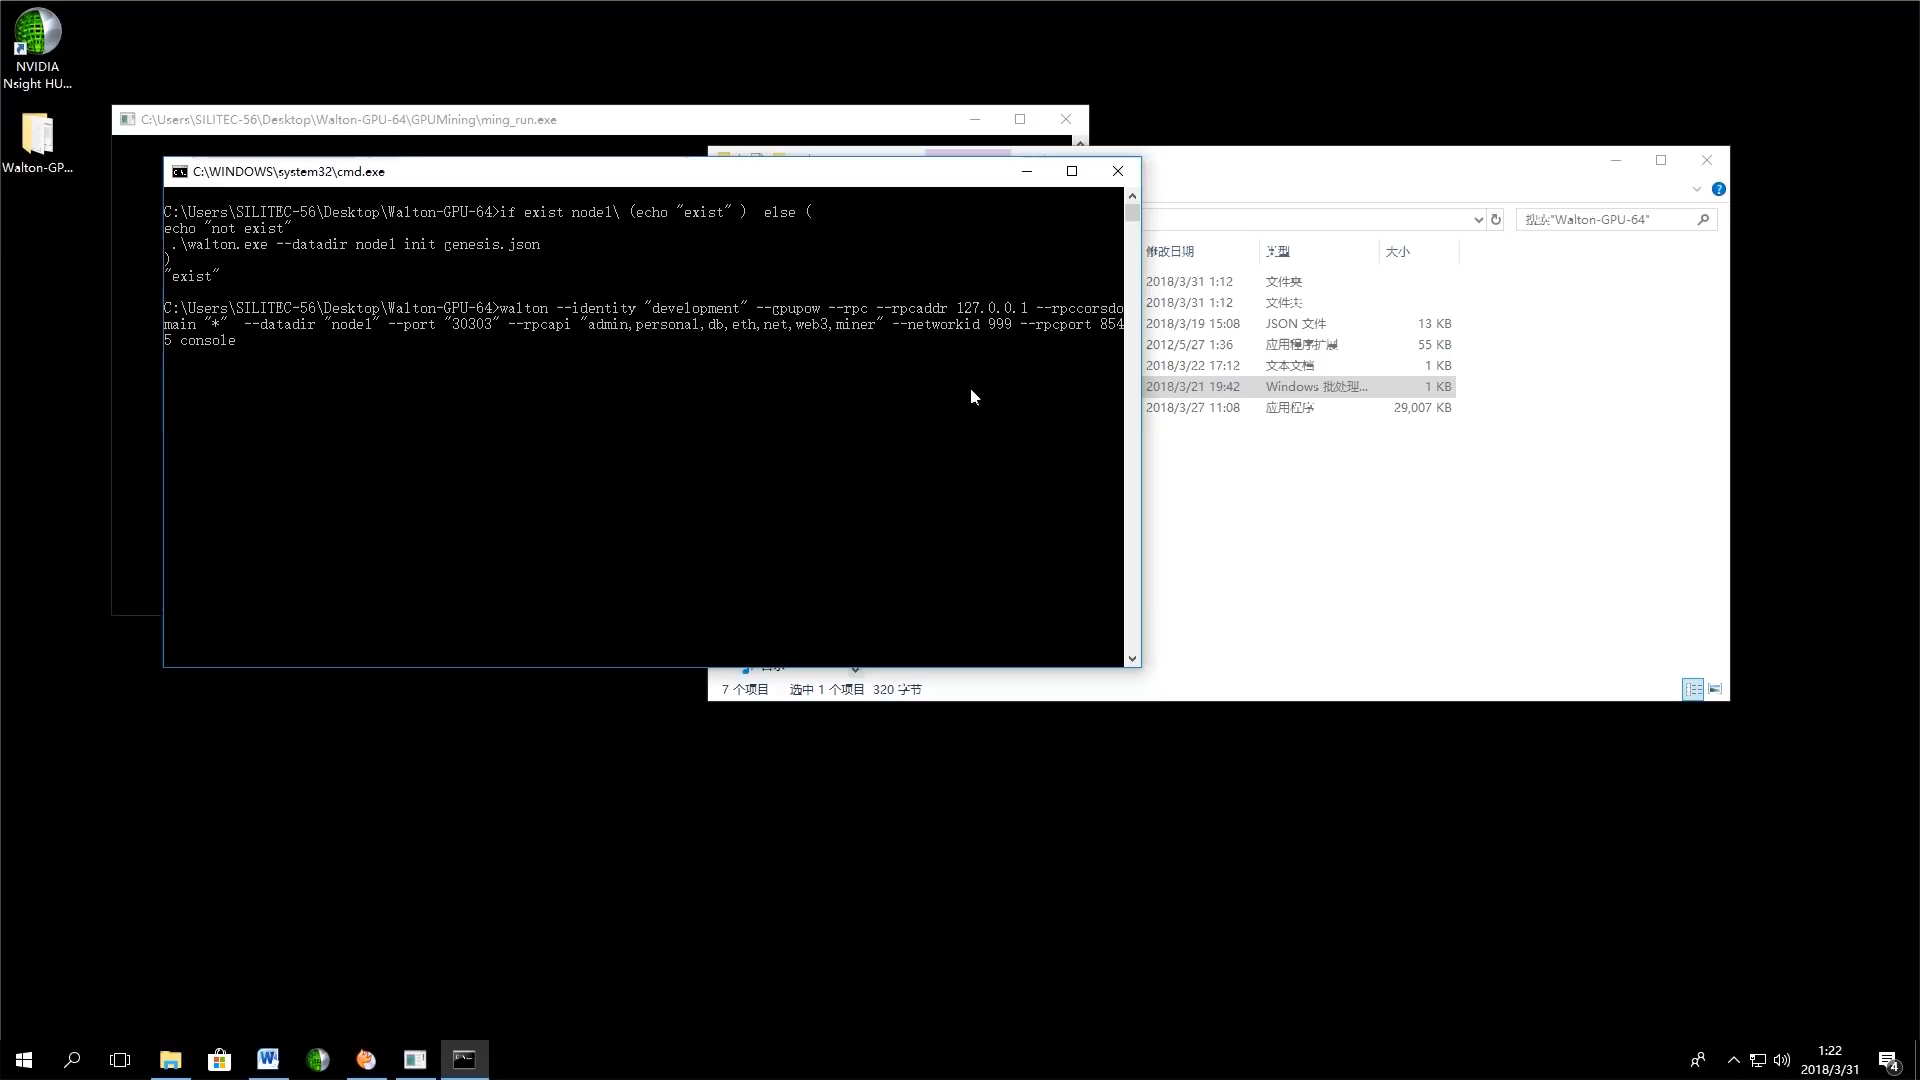 NVIDIA
Nsight HU...
Walton-GP...
C:\Users\SILITEC-56\Desktop\Walton-GPU-64\GPUMining\ming_run.exe
C:\WINDOWS\system32\cmd.exe
C:\Users\SILITEC-56\Desktop\Walton-GPU-64>if exist node1\ (echo "exist" )  else (
echo "not exist"
 .\walton.exe --datadir node1 init genesis.json
)
"exist"
C:\Users\SILITEC-56\Desktop\Walton-GPU-64>walton --identity "development" --gpupow --rpc --rpcaddr 127.0.0.1 --rpccorsdo
main "*"  --datadir "node1" --port "30303" --rpcapi "admin,personal,db,eth,net,web3,miner" --networkid 999 --rpcport 854
5 console
搜索"Walton-GPU-64"
修改日期 类型 大小
2018/3/31 1:12 文件夹
2018/3/31 1:12 文件夹
2018/3/19 15:08 JSON 文件 13 KB
2012/5/27 1:36 应用程序扩展 55 KB
2018/3/22 17:12 文本文档 1 KB
2018/3/21 19:42 Windows 批处理... 1 KB
2018/3/27 11:08 应用程序 29,007 KB
7 个项目 选中 1 个项目 320 字节
1:22
2018/3/31
4